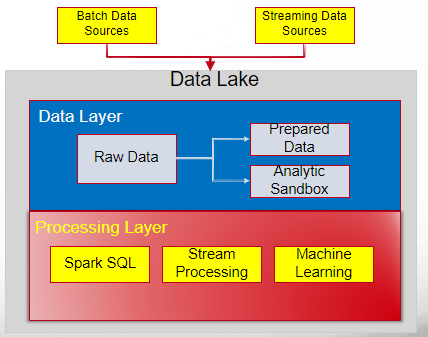 Batch Data
Sources
Streaming Data
Sources
Data Lake
Data Layer
Raw Data
Prepared
Data
Analytic
Sandbox
Processing Layer
Spark SQL
Stream
Processing
Machine
Learning